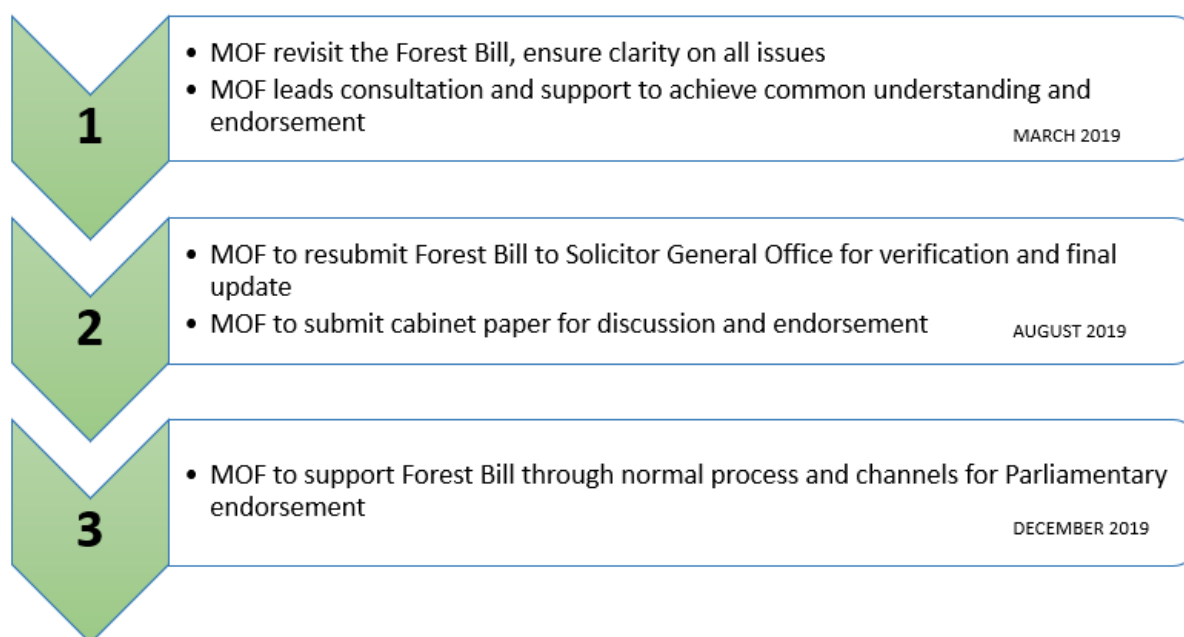 1
• MOF revisit the Forest Bill, ensure clarity on all issues
• MOF leads consultation and support to achieve common understanding and
endorsement
MARCH 2019
2
• MOF to resubmit Forest Bill to Solicitor General Office for verification and final
update
• MOF to submit cabinet paper for discussion and endorsement
AUGUST 2019
3
• MOF to support Forest Bill through normal process and channels for Parliamentary
endorsement
DECEMBER 2019